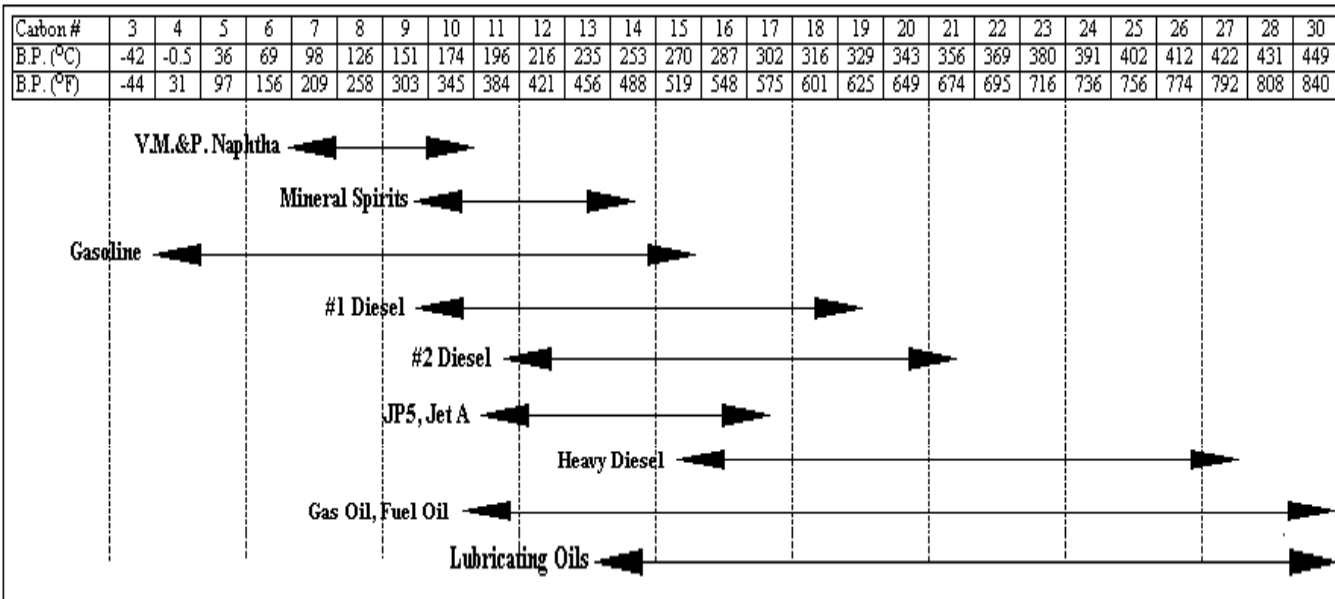 Carbon # 3 4 5 6 7 8 9 10 11 12 13 14 15 16 17 18 19 20 21 22 23 24 25 26 27 28 30
B.P. (⁰C) -42 -0.5 36 69 98 126 151 174 196 216 235 253 270 287 302 316 329 343 356 369 380 391 402 412 422 431 449
B.P. (⁰F) -44 31 97 156 209 258 303 345 384 421 456 488 519 548 575 601 625 649 674 695 716 736 756 774 792 808 840
V.M.&P. Naphtha
Mineral Spirits
Gasoline
#1 Diesel
#2 Diesel
JP5, Jet A
Heavy Diesel
Gas Oil, Fuel Oil
Lubricating Oils